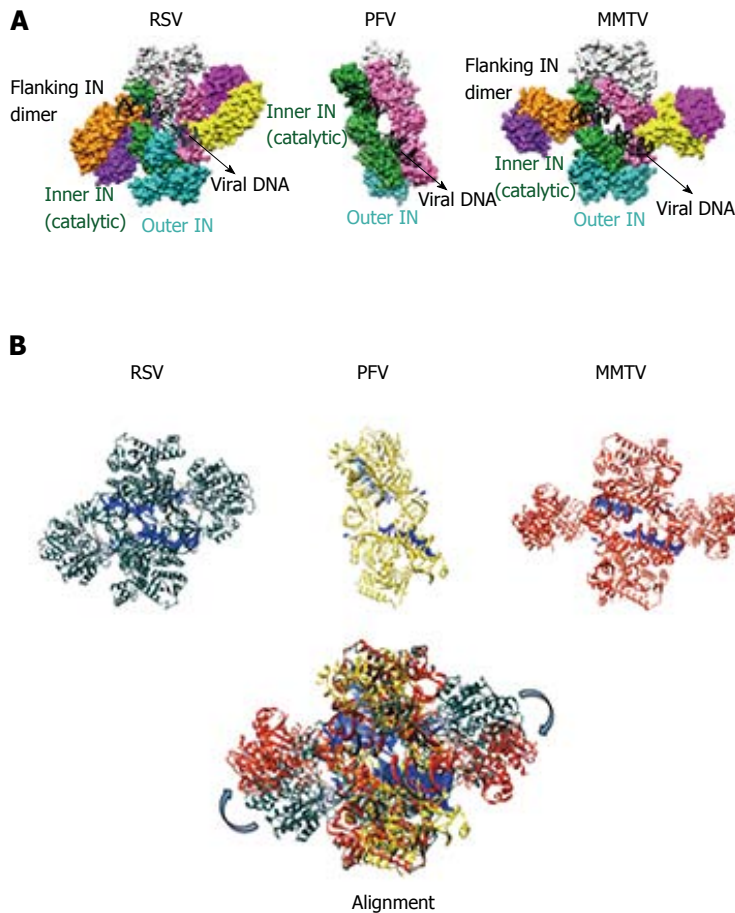 A
RSV
PFV
MMTV
Flanking IN
dimer
Inner IN
(catalytic)
Outer IN
Viral DNA
Inner IN
(catalytic)
Outer IN
Viral DNA
Flanking IN
dimer
Inner IN
(catalytic)
Outer IN
Viral DNA
B
RSV
PFV
MMTV
Alignment